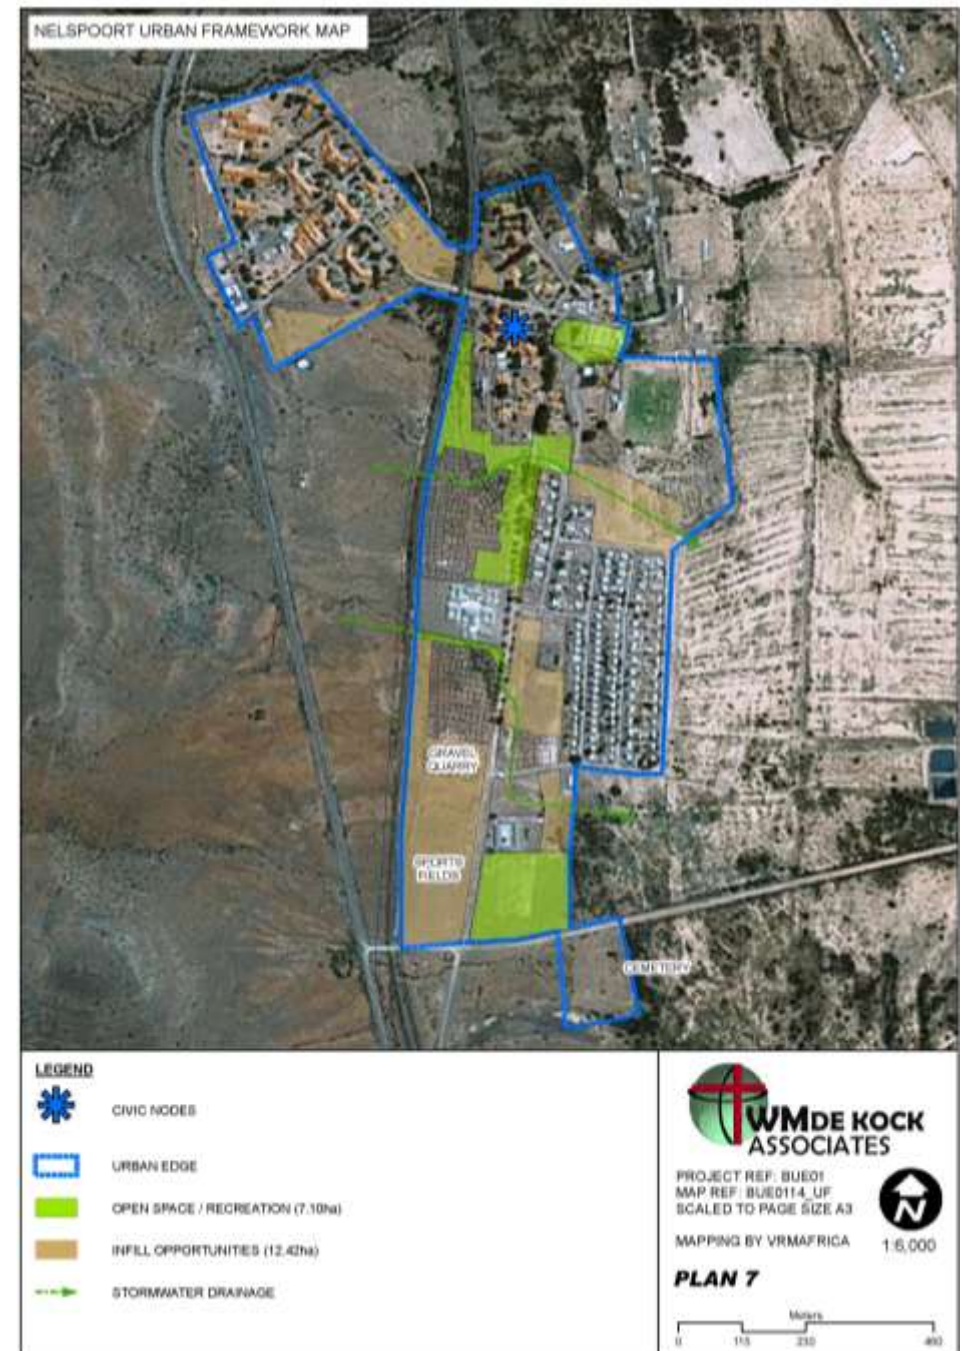 NELSPOORT URBAN FRAMEWORK MAP
GRAVEL
QUARRY
SPORTS
FIELDS
CEMETERY
LEGEND
CIVIC NODES
URBAN EDGE
OPEN SPACE / RECREATION (7.10ha)
INFILL OPPORTUNITIES (12.42ha)
STORMWATER DRAINAGE
WM DE KOCK
ASSOCIATES
PROJECT REF: BUE01
MAP REF: BUE0114_UF
SCALED TO PAGE SIZE A3
MAPPING BY VRMAFRICA
N
1:6,000
PLAN 7
Meters
0 115 230 460